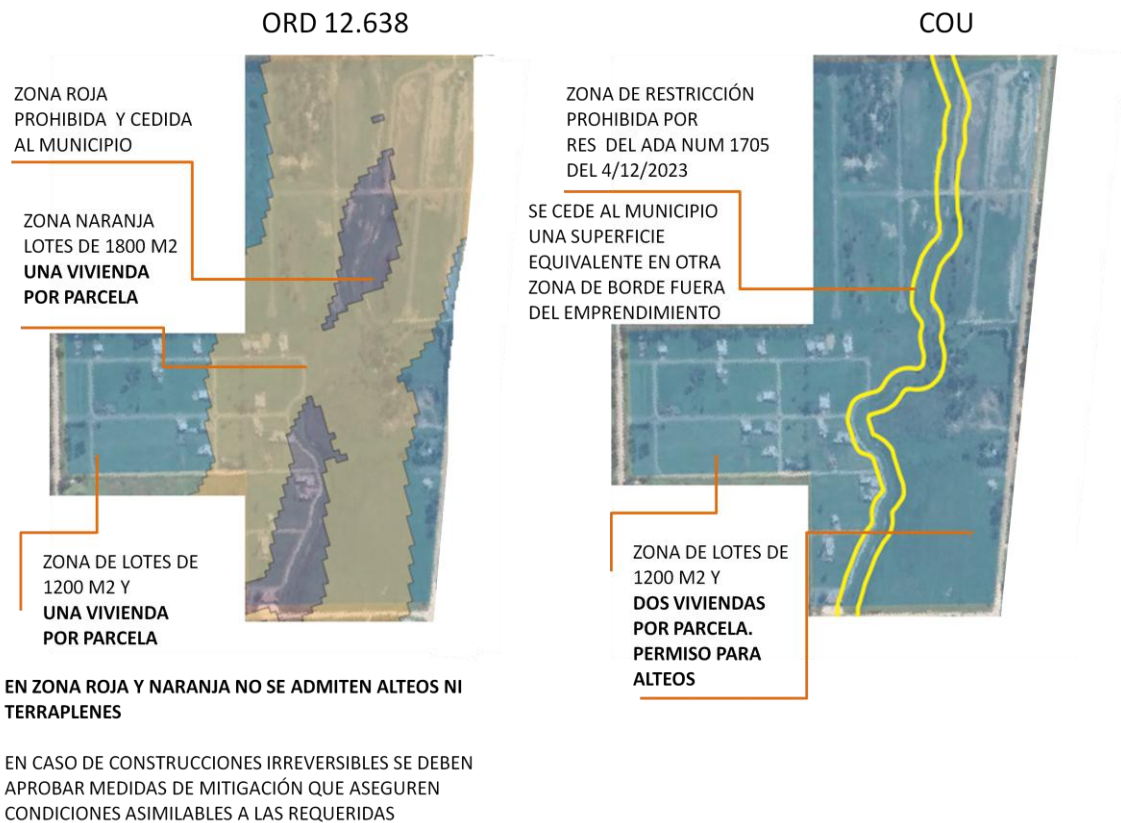 ORD 12.638
ZONA ROJA
PROHIBIDA Y CEDIDA
AL MUNICIPIO
ZONA NARANJA
LOTES DE 1800 M2
UNA VIVIENDA
POR PARCELA
ZONA DE LOTES DE
1200 M2 Y
UNA VIVIENDA
POR PARCELA
EN ZONA ROJA Y NARANJA NO SE ADMITEN ALTEOS NI
TERRAPLENES
EN CASO DE CONSTRUCCIONES IRREVERSIBLES SE DEBEN
APROBAR MEDIDAS DE MITIGACIÓN QUE ASEGUREN
CONDICIONES ASIMILABLES A LAS REQUERIDAS
COU
ZONA DE RESTRICCIÓN
PROHIBIDA POR
RES DEL ADA NUM 1705
DEL 4/12/2023
SE CEDE AL MUNICIPIO
UNA SUPERFICIE
EQUIVALENTE EN OTRA
ZONA DE BORDE FUERA
DEL EMPRENDIMIENTO
ZONA DE LOTES DE
1200 M2 Y
DOS VIVIENDAS
POR PARCELA.
PERMISO PARA
ALTEOS